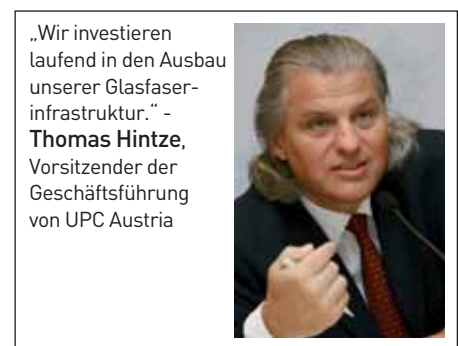 „Wir investieren
laufend in den Ausbau
unserer Glasfaser-
infrastruktur.“ -
Thomas Hintze,
Vorsitzender der
Geschäftsführung
von UPC Austria